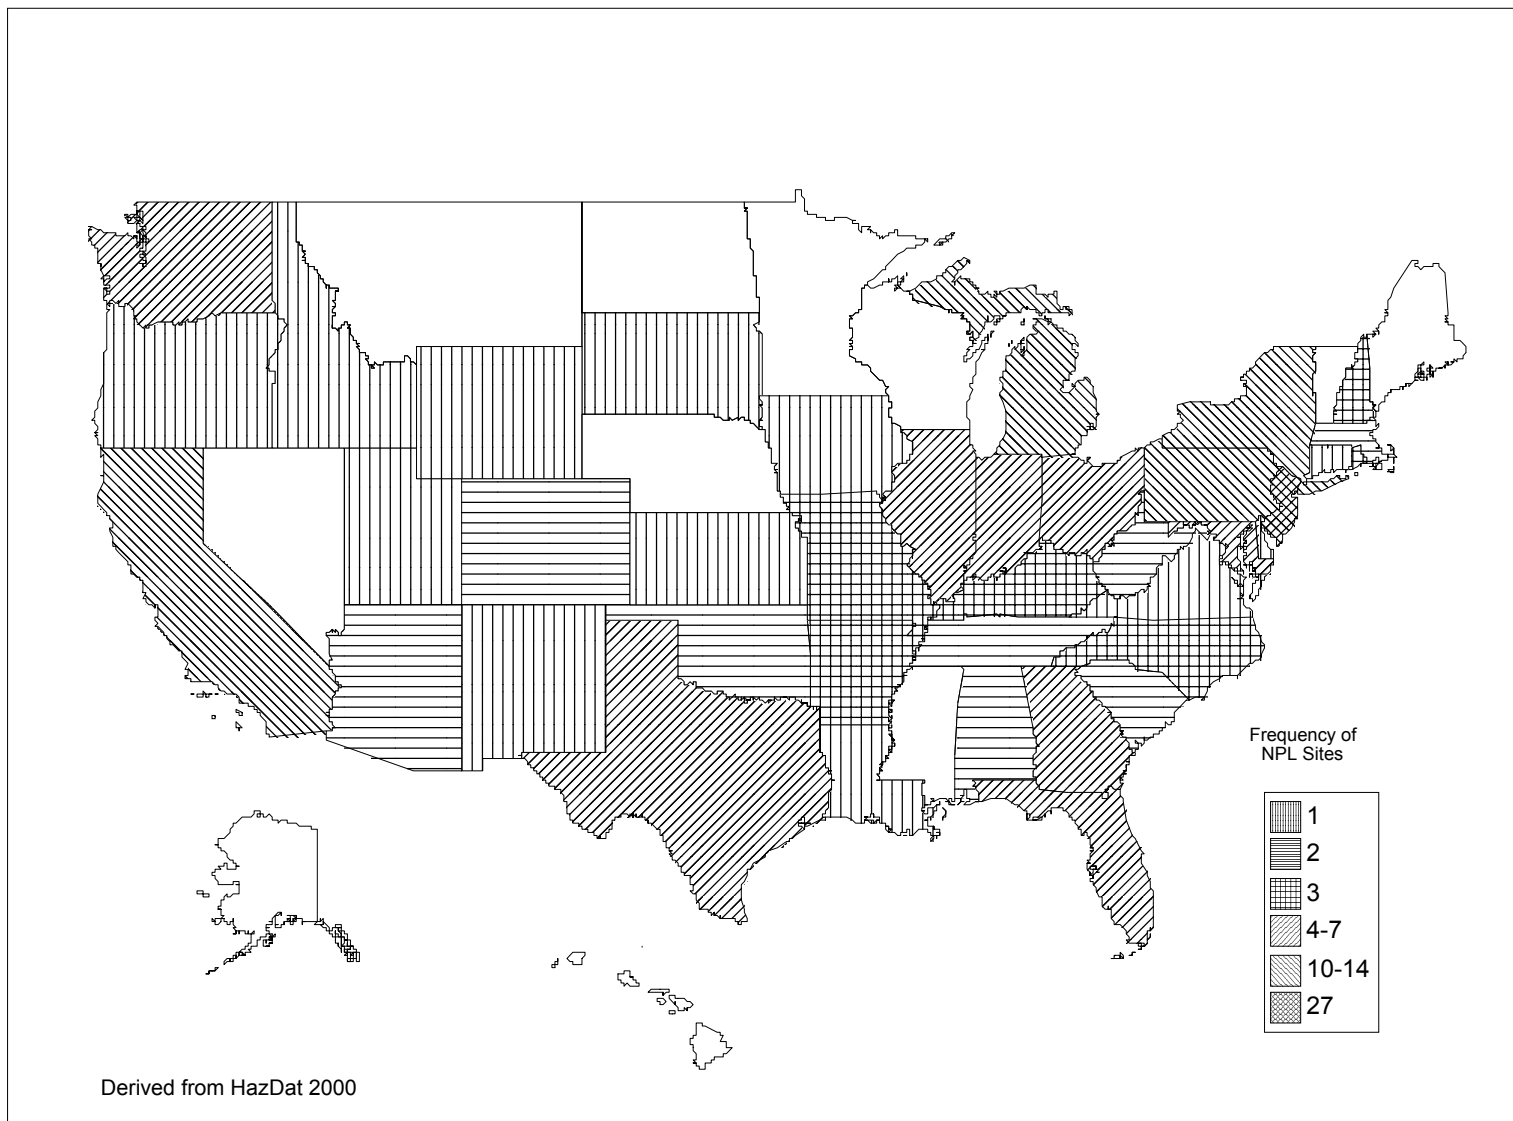 Frequency of
NPL Sites
1
2
3
4-7
10-14
27
Derived from HazDat 2000